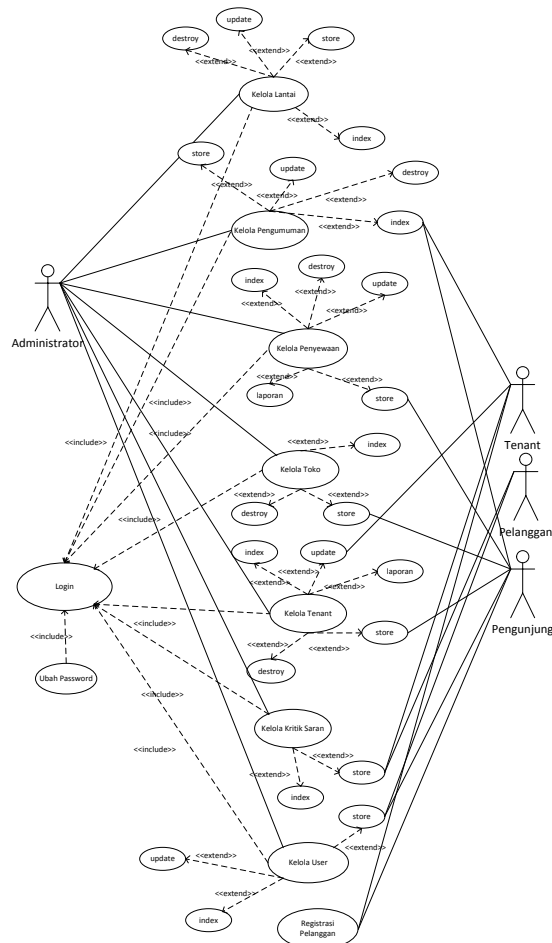 update
destroy
store
<<extend>>
<<extend>>
<<extend>>
Kelola Lantai
<<extend>>
index
store
update
destroy
<<extend>>
<<extend>>
<<extend>>
<<extend>>
index
Kelola Pengumuman
Administrator
index
destroy
update
<<extend>>
<<extend>>
<<extend>>
Kelola Penyewaan
<<extend>>
<<extend>>
laporan
store
Tenant
<<include>>
<<include>>
<<include>>
<<extend>>
index
Kelola Toko
<<extend>>
<<extend>>
destroy
store
Pelanggan
<<include>>
index
update
<<extend>>
<<extend>>
<<extend>>
laporan
Login
Kelola Tenant
<<include>>
Pengunjung
store
<<extend>>
<<extend>>
destroy
<<include>>
Ubah Password
<<include>>
Kelola Kritik Saran
<<include>>
<<extend>>
<<extend>>
store
index
store
<<extend>>
update
<<extend>>
Kelola User
<<extend>>
index
Registrasi
Pelanggan